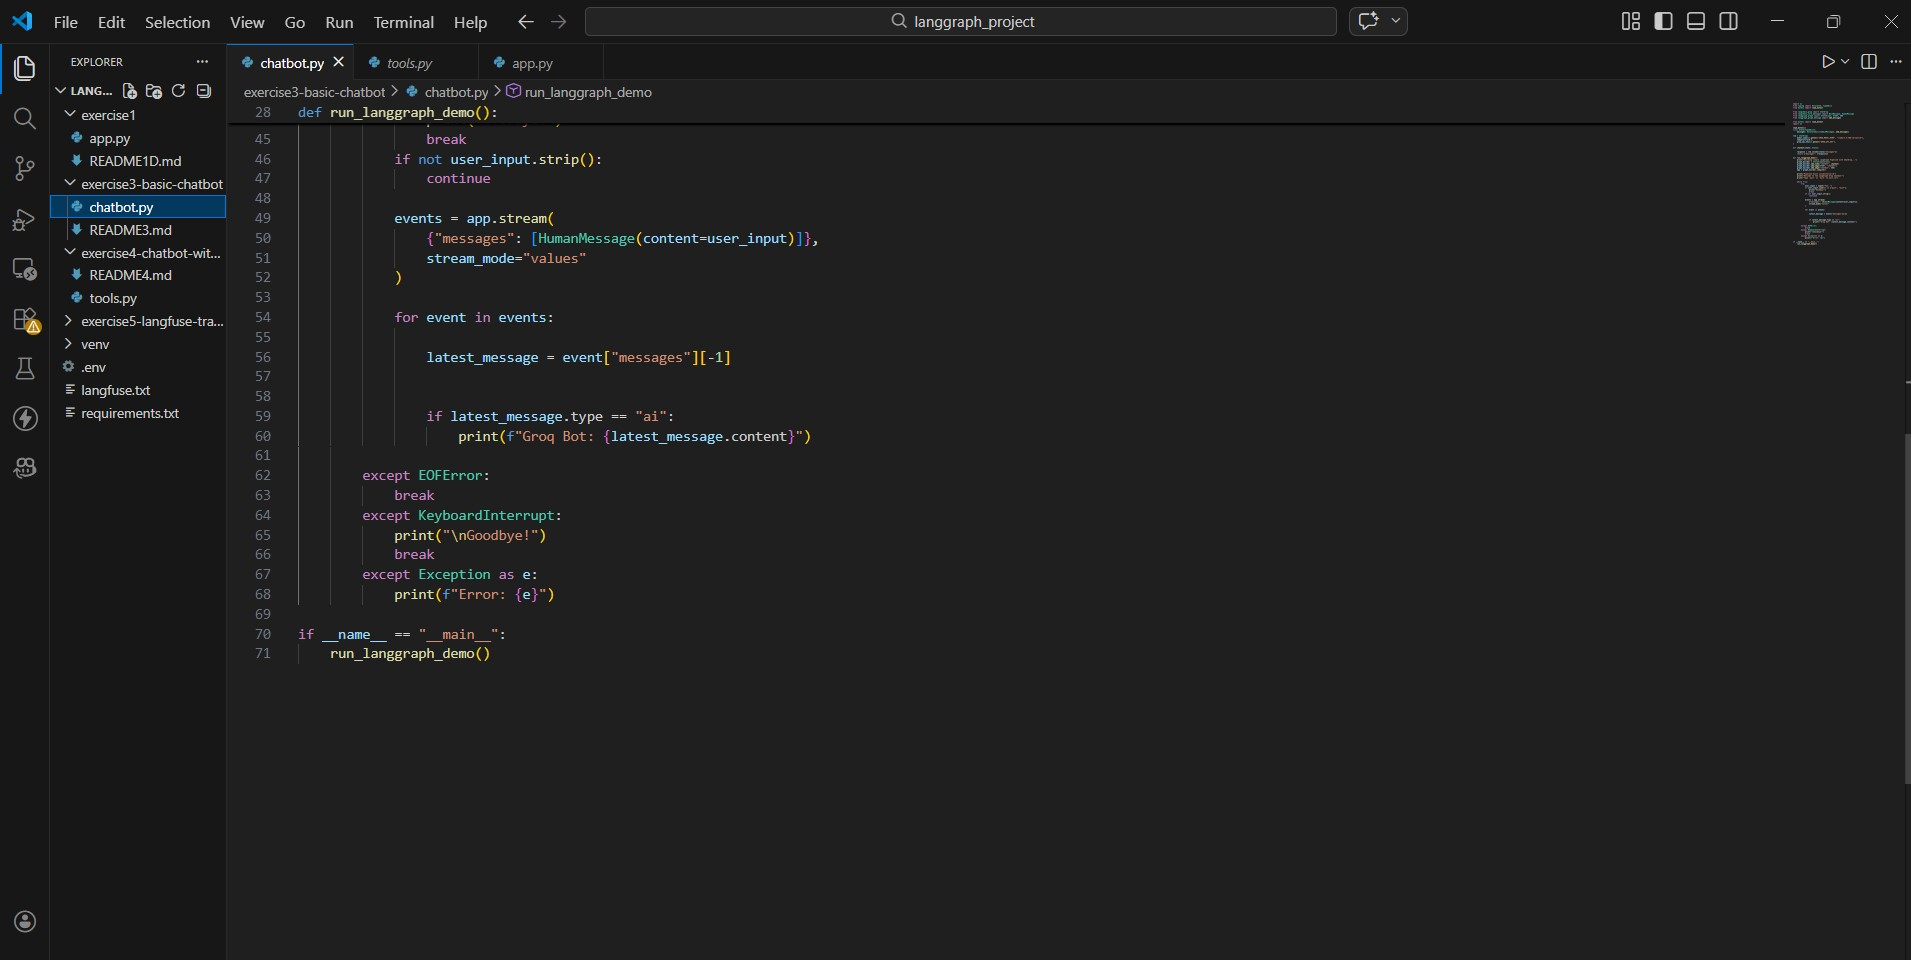 File Edit Selection View Go Run Terminal Help
langgraph_project
EXPLORER
LANG...
exercise1
app.py
README1D.md
exercise3-basic-chatbot
chatbot.py
README3.md
exercise4-chatbot-wit...
README4.md
tools.py
exercise5-langfuse-tra...
venv
.env
langfuse.txt
requirements.txt
chatbot.py
tools.py
app.py
exercise3-basic-chatbot > chatbot.py > run_langgraph_demo
28 def run_langgraph_demo():
45 break
46 if not user_input.strip():
47 continue
48
49 events = app.stream(
50 {"messages": [HumanMessage(content=user_input)]},
51 stream_mode="values"
52 )
53
54 for event in events:
55
56 latest_message = event["messages"][-1]
57
58
59 if latest_message.type == "ai":
60 print(f"Groq Bot: {latest_message.content}")
61
62 except EOFError:
63 break
64 except KeyboardInterrupt:
65 print("\nGoodbye!")
66 break
67 except Exception as e:
68 print(f"Error: {e}")
69
70 if __name__ == "__main__":
71 run_langgraph_demo()